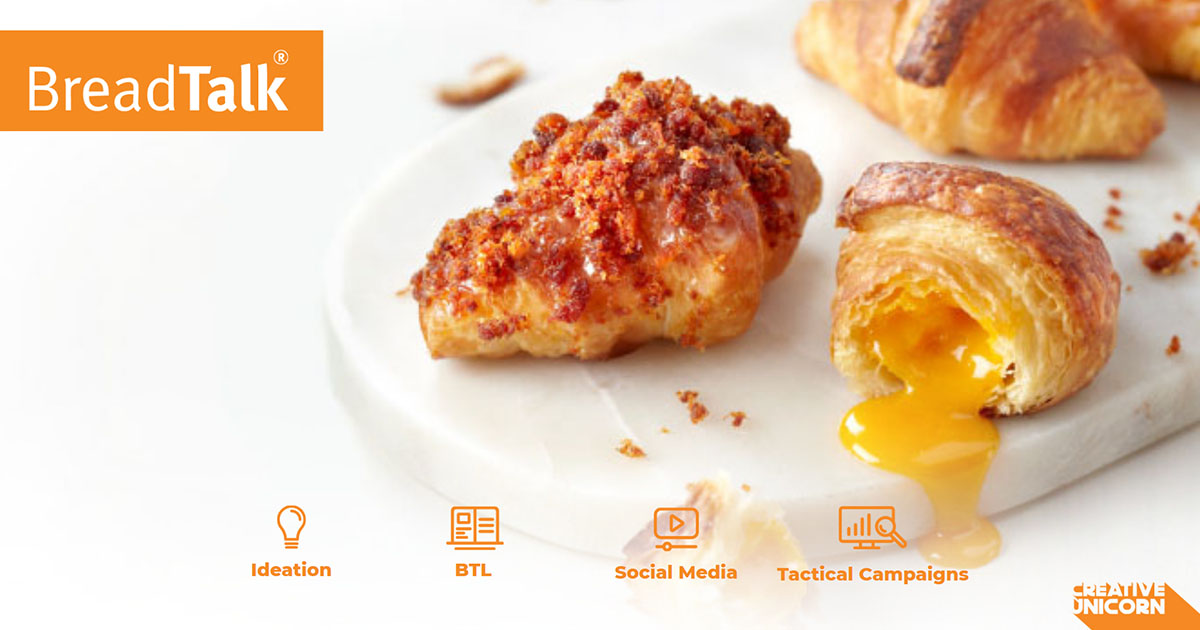 BreadTalk®
Ideation
BTL
Social Media
Tactical Campaigns
CREATIVE
UNICORN